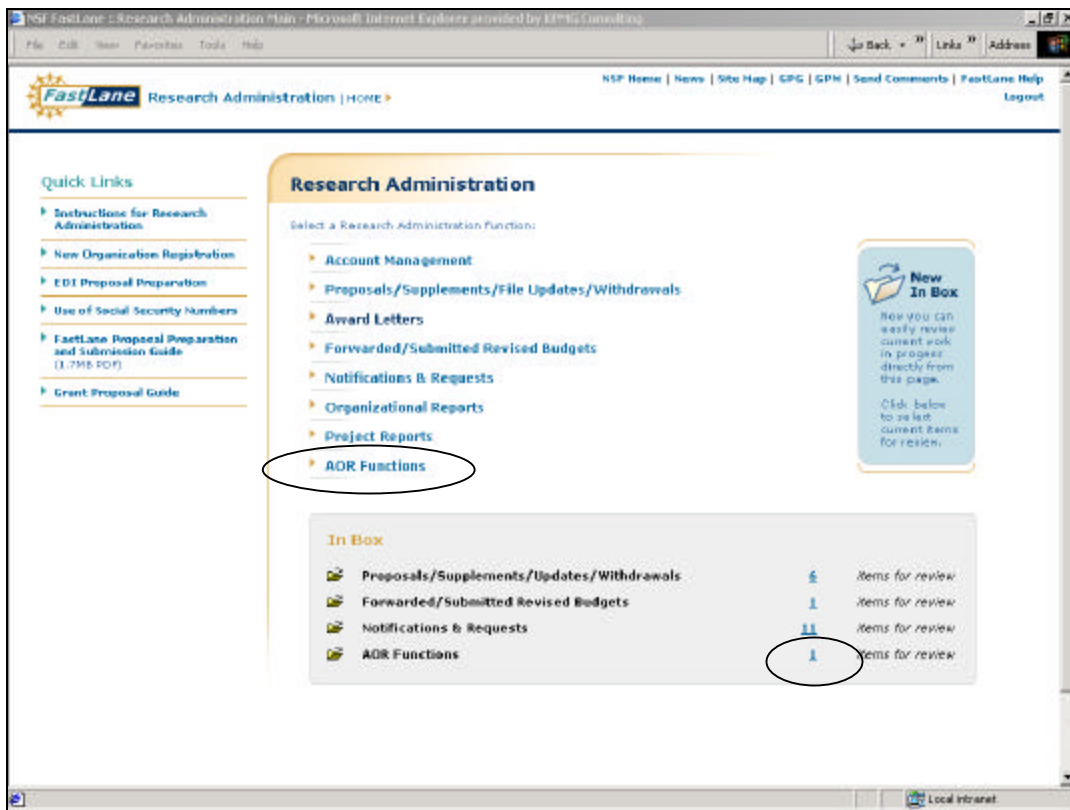 NSF FastLane : Research Administration Main - Microsoft Internet Explorer provided by KPMG Consulting
File Edit View Favorites Tools Help
Back » Links » Address
NSF Home | News | Site Map | GPG | GPM | Send Comments | FastLane Help
Logout
FastLane Research Administration | HOME
Quick Links
Instructions for Research
Administration
New Organization Registration
EDI Proposal Preparation
Use of Social Security Numbers
FastLane Proposal Preparation
and Submission Guide
(1.7MB PDF)
Grant Proposal Guide
Research Administration
Select a Research Administration Function:
Account Management
Proposals/Supplements/File Updates/Withdrawals
Award Letters
Forwarded/Submitted Revised Budgets
Notifications & Requests
Organizational Reports
Project Reports
AOR Functions
New
In Box
Now you can
easily review
current work
in progess
directly from
this page.
Click below
to select
current items
for review.
In Box
Proposals/Supplements/Updates/Withdrawals 6 items for review
Forwarded/Submitted Revised Budgets 1 items for review
Notifications & Requests 11 items for review
AOR Functions 1 items for review
Local intranet